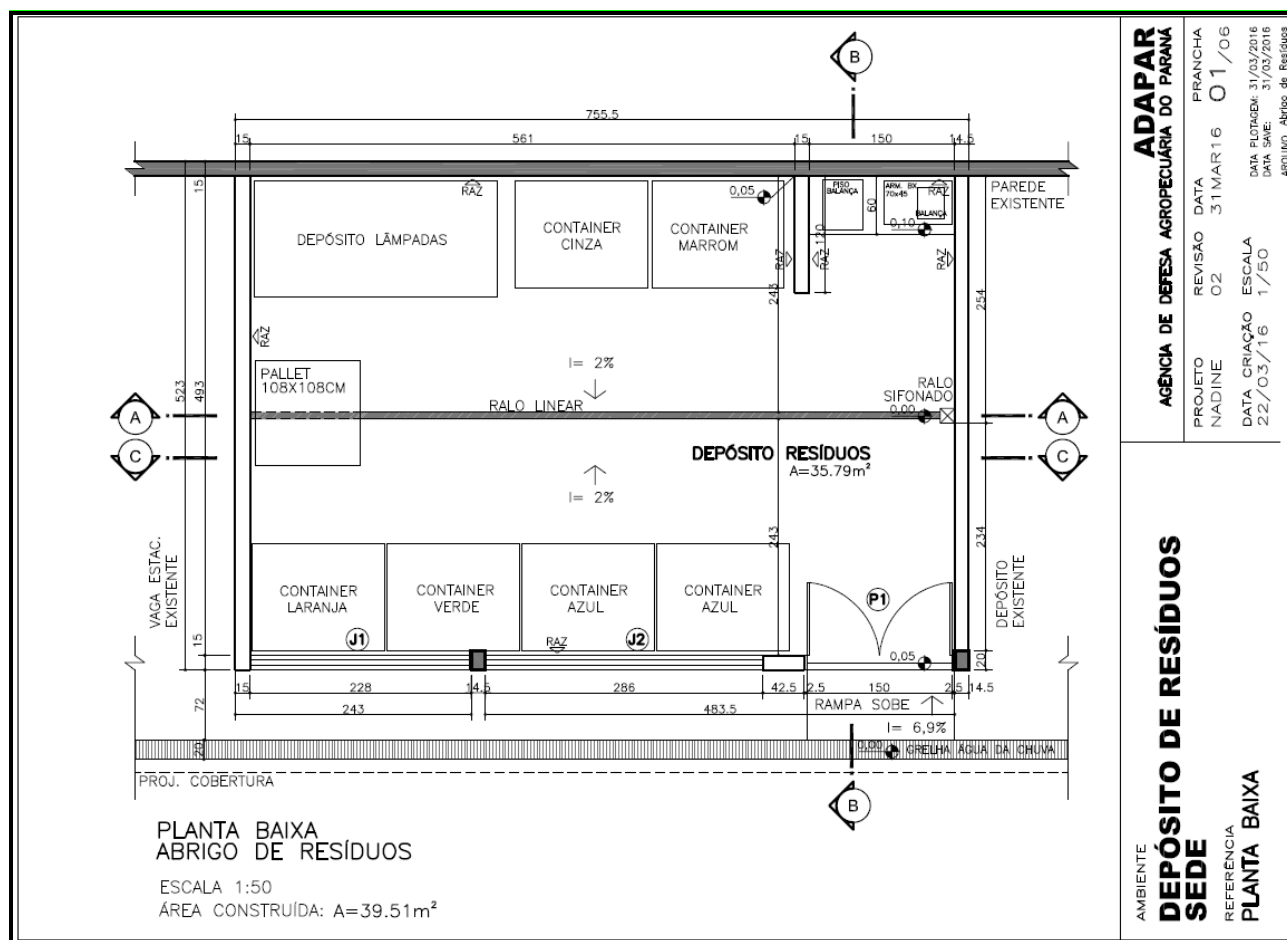 B
755.5
15
561
15
150
14.5
15
RAZ
0,05
PISO
BALANÇA
ARM. BX
70x45
RAZ
BALANÇA
60
0,10
PAREDE
EXISTENTE
DEPÓSITO LÂMPADAS
CONTAINER
CINZA
CONTAINER
MARROM
120
RAZ
RAZ
RAZ
243
254
RAZ
I= 2%
PALLET
108X108CM
523
493
RALO LINEAR
RALO
SIFONADO
0,00
A
A
C
C
DEPÓSITO RESÍDUOS
A=35.79m²
I= 2%
243
234
VAGA ESTAC.
EXISTENTE
DEPÓSITO
EXISTENTE
CONTAINER
LARANJA
CONTAINER
VERDE
CONTAINER
AZUL
CONTAINER
AZUL
P1
J1
RAZ
J2
15
0,05
20
15
228
14.5
286
42.5
2.5
150
2.5
14.5
72
243
483.5
RAMPA SOBE
I= 6,9%
20
0,00
GRELHA ÁGUA DA CHUVA
PROJ. COBERTURA
B
PLANTA BAIXA
ABRIGO DE RESÍDUOS
ESCALA 1:50
ÁREA CONSTRUÍDA: A=39.51m²
ADAPAR
AGÊNCIA DE DEFESA AGROPECUÁRIA DO PARANÁ
PROJETO REVISÃO DATA PRANCHA
NADINE 02 31MAR16 01/06
DATA CRIAÇÃO ESCALA
22/03/16 1/50
DATA PLOTAGEM: 31/03/2016
DATA SAVE: 31/03/2016
ARQUIVO Abrigo de Resíduos
AMBIENTE
DEPÓSITO DE RESÍDUOS
SEDE
REFERÊNCIA
PLANTA BAIXA